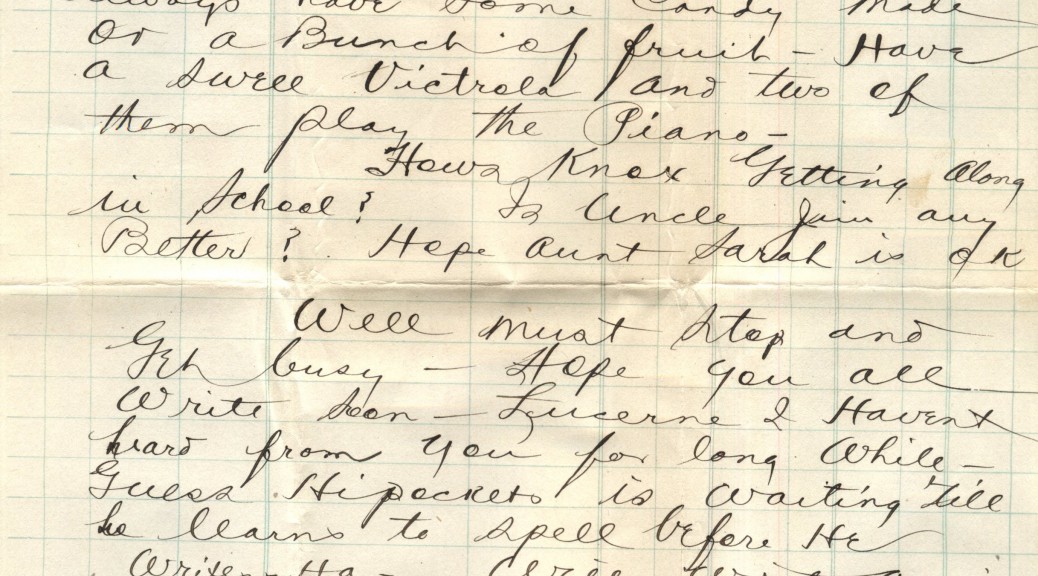 always have some Candy Made
Or a Bunch of fruit - Have
a swell Victrola and two of
them play the Piano -
Hows Knox Getting Along
in School? Is Uncle Jim any
Better? Hope Aunt Sarah is OK
Well must Stop and
Get busy - Hope you all
Write soon - Lucerne I Havent
heard from you for long While -
Guess Hipockets is Waiting till
he learns to spell before He
Writes